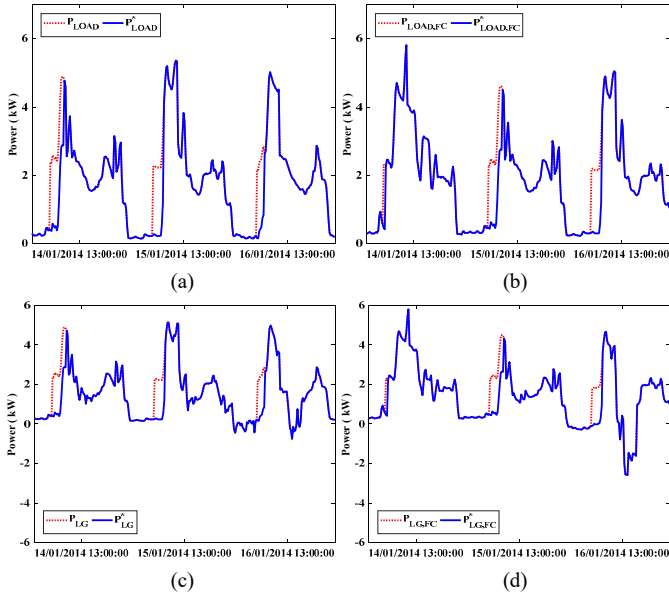 P_LOAD P*_LOAD
Power (kW)
6
4
2
0
14/01/2014 13:00:00 15/01/2014 13:00:00 16/01/2014 13:00:00
(a)
P_LOAD,FC P*_LOAD,FC
Power (kW)
6
4
2
0
14/01/2014 13:00:00 15/01/2014 13:00:00 16/01/2014 13:00:00
(b)
Power ( kW)
6
4
2
0
-2
-4
-6
P_LG P*_LG
14/01/2014 13:00:00 15/01/2014 13:00:00 16/01/2014 13:00:00
(c)
Power ( kW)
6
4
2
0
-2
-4
-6
P_LG,FC P*_LG,FC
14/01/2014 13:00:00 15/01/2014 13:00:00 16/01/2014 13:00:00
(d)